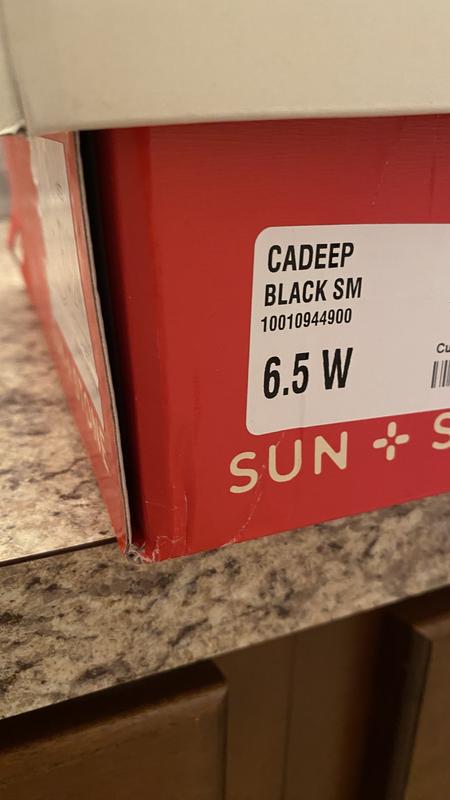 CADEEP
BLACK SM
10010944900
6.5 W
SUN + S